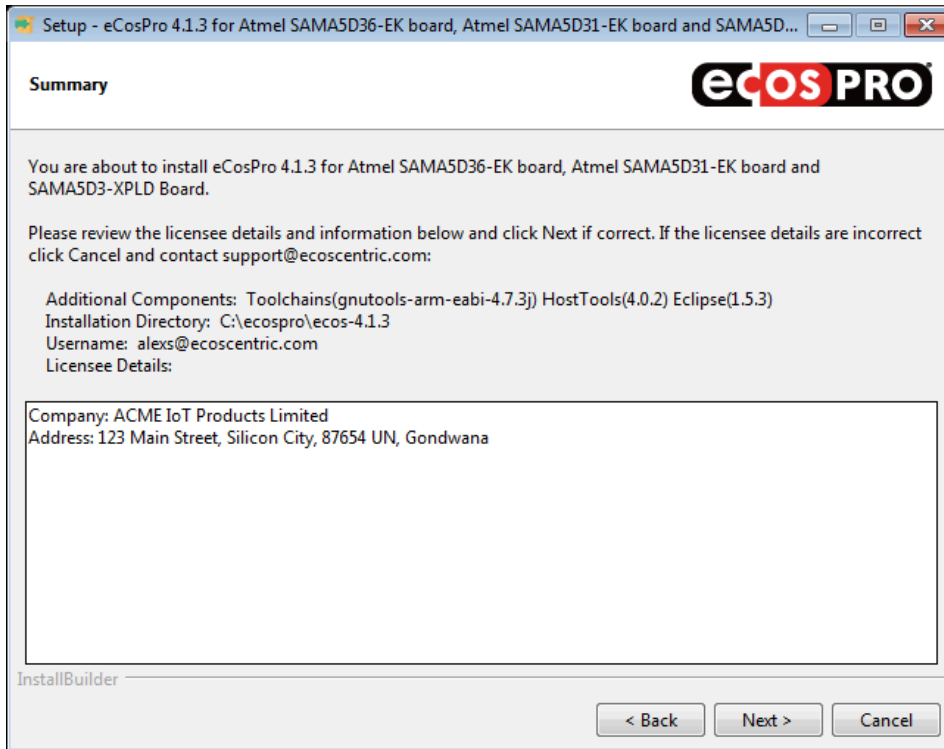 Setup - eCosPro 4.1.3 for Atmel SAMA5D36-EK board, Atmel SAMA5D31-EK board and SAMA5D...
Summary
eCOS PRO
You are about to install eCosPro 4.1.3 for Atmel SAMA5D36-EK board, Atmel SAMA5D31-EK board and
SAMA5D3-XPLD Board.
Please review the licensee details and information below and click Next if correct. If the licensee details are incorrect
click Cancel and contact support@ecoscentric.com:
Additional Components: Toolchains(gnutools-arm-eabi-4.7.3j) HostTools(4.0.2) Eclipse(1.5.3)
Installation Directory: C:\ecospro\ecos-4.1.3
Username: alexs@ecoscentric.com
Licensee Details:
Company: ACME IoT Products Limited
Address: 123 Main Street, Silicon City, 87654 UN, Gondwana
InstallBuilder
< Back
Next >
Cancel